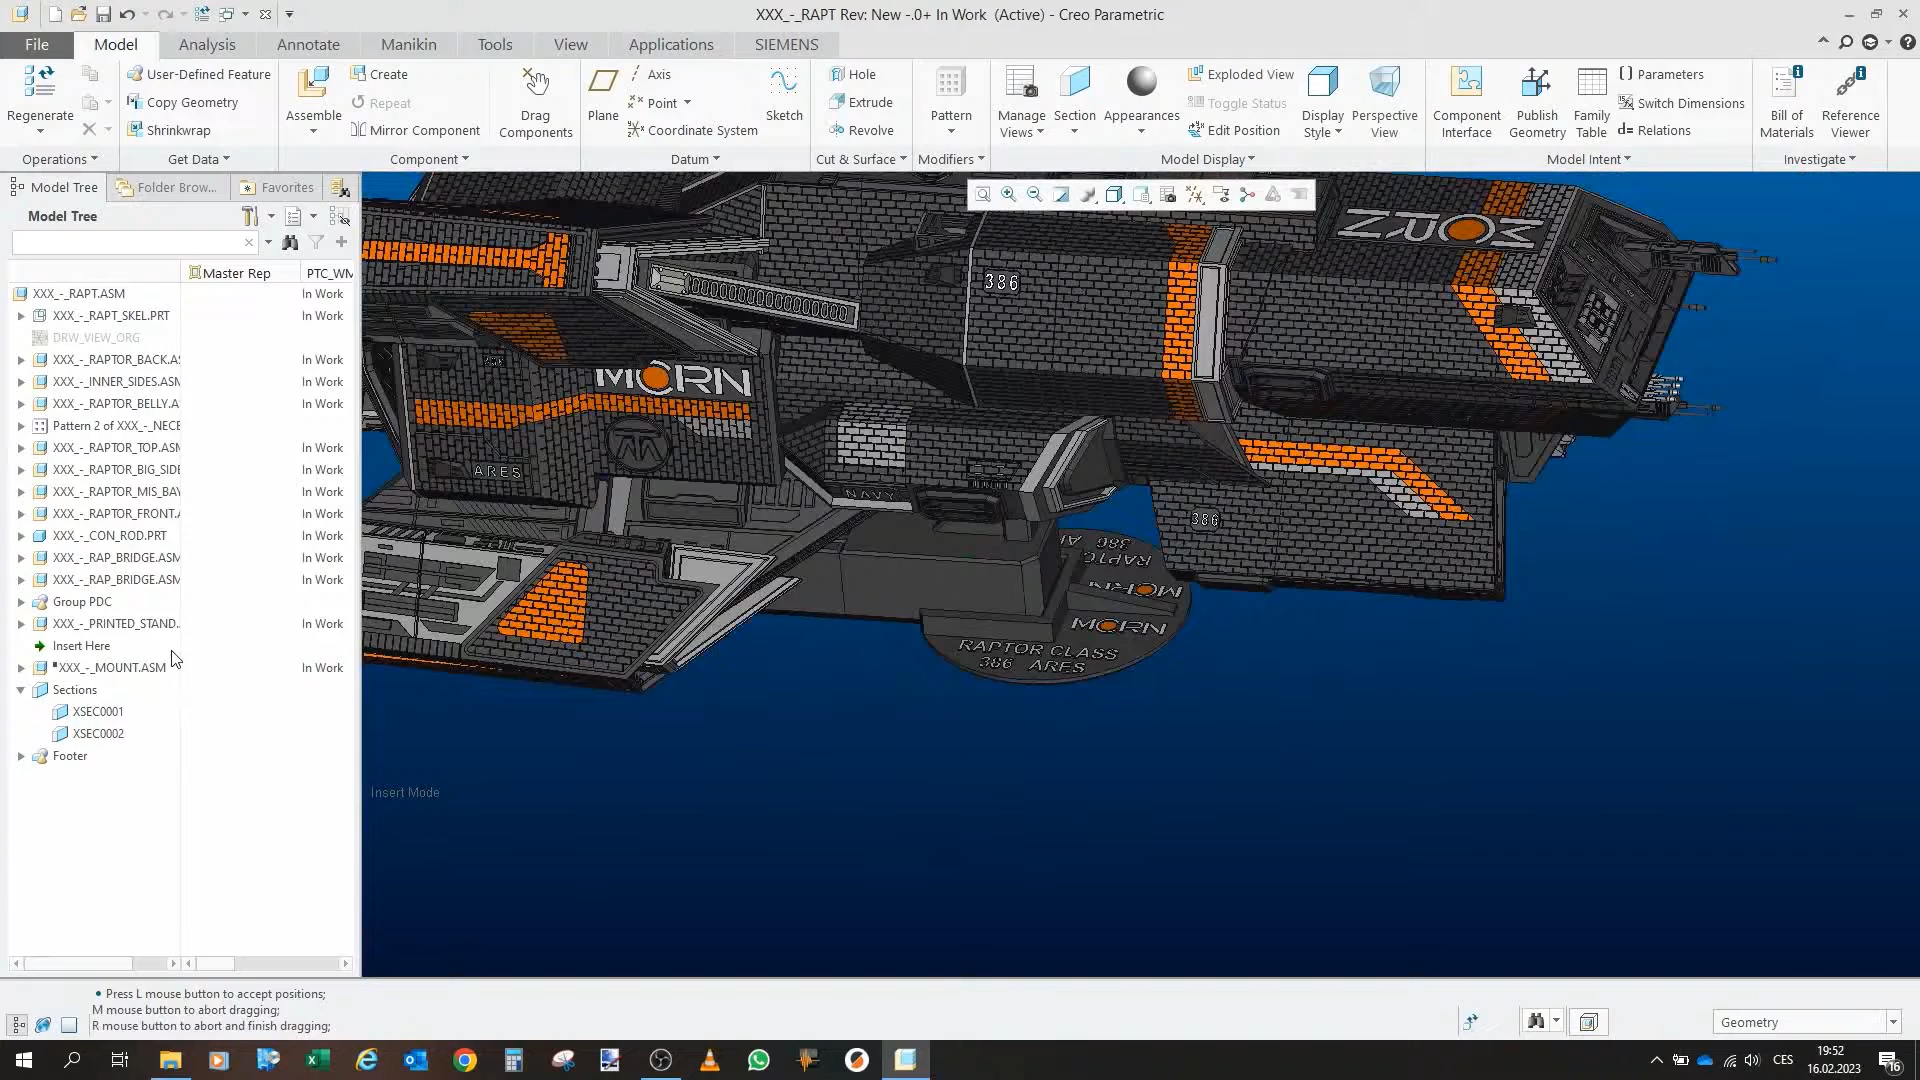 XXX_-_RAPT Rev: New -.0+ In Work (Active) - Creo Parametric
File Model Analysis Annotate Manikin Tools View Applications SIEMENS
Regenerate
User-Defined Feature
Copy Geometry
Shrinkwrap
Assemble
Create
Repeat
Mirror Component
Drag Components
Plane
Axis
Point
Coordinate System
Sketch
Hole
Extrude
Revolve
Pattern
Manage Views
Section
Appearances
Exploded View
Toggle Status
Edit Position
Display Style
Perspective View
Component Interface
Publish Geometry
Family Table
Parameters
Switch Dimensions
d= Relations
Bill of Materials
Reference Viewer
Operations Get Data Component Datum Cut & Surface Modifiers Model Display Model Intent Investigate
Model Tree Folder Brow... Favorites
Model Tree
Master Rep PTC_WM
XXX_-_RAPT.ASM In Work
XXX_-_RAPT_SKEL.PRT In Work
DRW_VIEW_ORG
XXX_-_RAPTOR_BACK.AS In Work
XXX_-_INNER_SIDES.ASM In Work
XXX_-_RAPTOR_BELLY.A In Work
Pattern 2 of XXX_-_NECE
XXX_-_RAPTOR_TOP.ASM In Work
XXX_-_RAPTOR_BIG_SIDE In Work
XXX_-_RAPTOR_MIS_BAY In Work
XXX_-_RAPTOR_FRONT.A In Work
XXX_-_CON_ROD.PRT In Work
XXX_-_RAP_BRIDGE.ASM In Work
XXX_-_RAP_BRIDGE.ASM In Work
Group PDC
XXX_-_PRINTED_STAND. In Work
Insert Here
XXX_-_MOUNT.ASM In Work
Sections
XSEC0001
XSEC0002
Footer
386
MCRN
ARES
NAVY
386
MCRN
RAPTOR CLASS
386 ARES
Insert Mode
• Press L mouse button to accept positions;
M mouse button to abort dragging;
R mouse button to abort and finish dragging;
Geometry
CES
19:52
16.02.2023
16